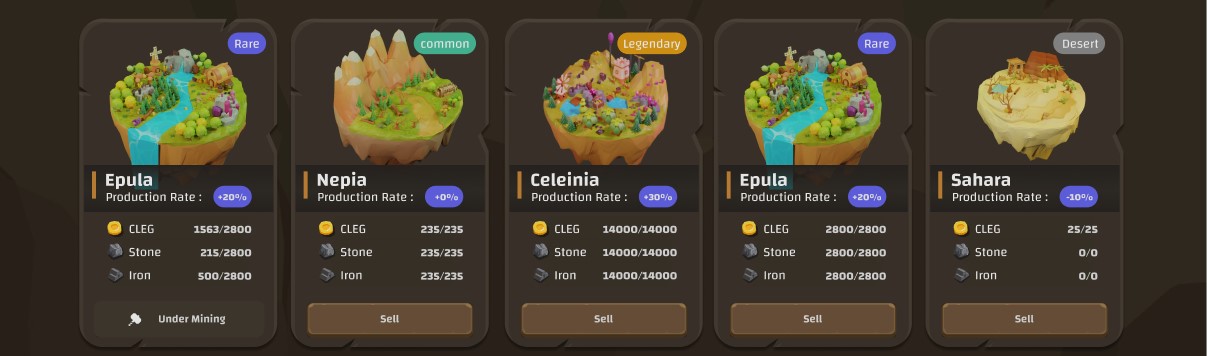 Rare
Epula
Production Rate : +20%
CLEG 1563/2800
Stone 215/2800
Iron 500/2800
Under Mining
common
Nepia
Production Rate : +0%
CLEG 235/235
Stone 235/235
Iron 235/235
Sell
Legendary
Celeinia
Production Rate : +30%
CLEG 14000/14000
Stone 14000/14000
Iron 14000/14000
Sell
Rare
Epula
Production Rate : +20%
CLEG 2800/2800
Stone 2800/2800
Iron 2800/2800
Sell
Desert
Sahara
Production Rate : -10%
CLEG 25/25
Stone 0/0
Iron 0/0
Sell